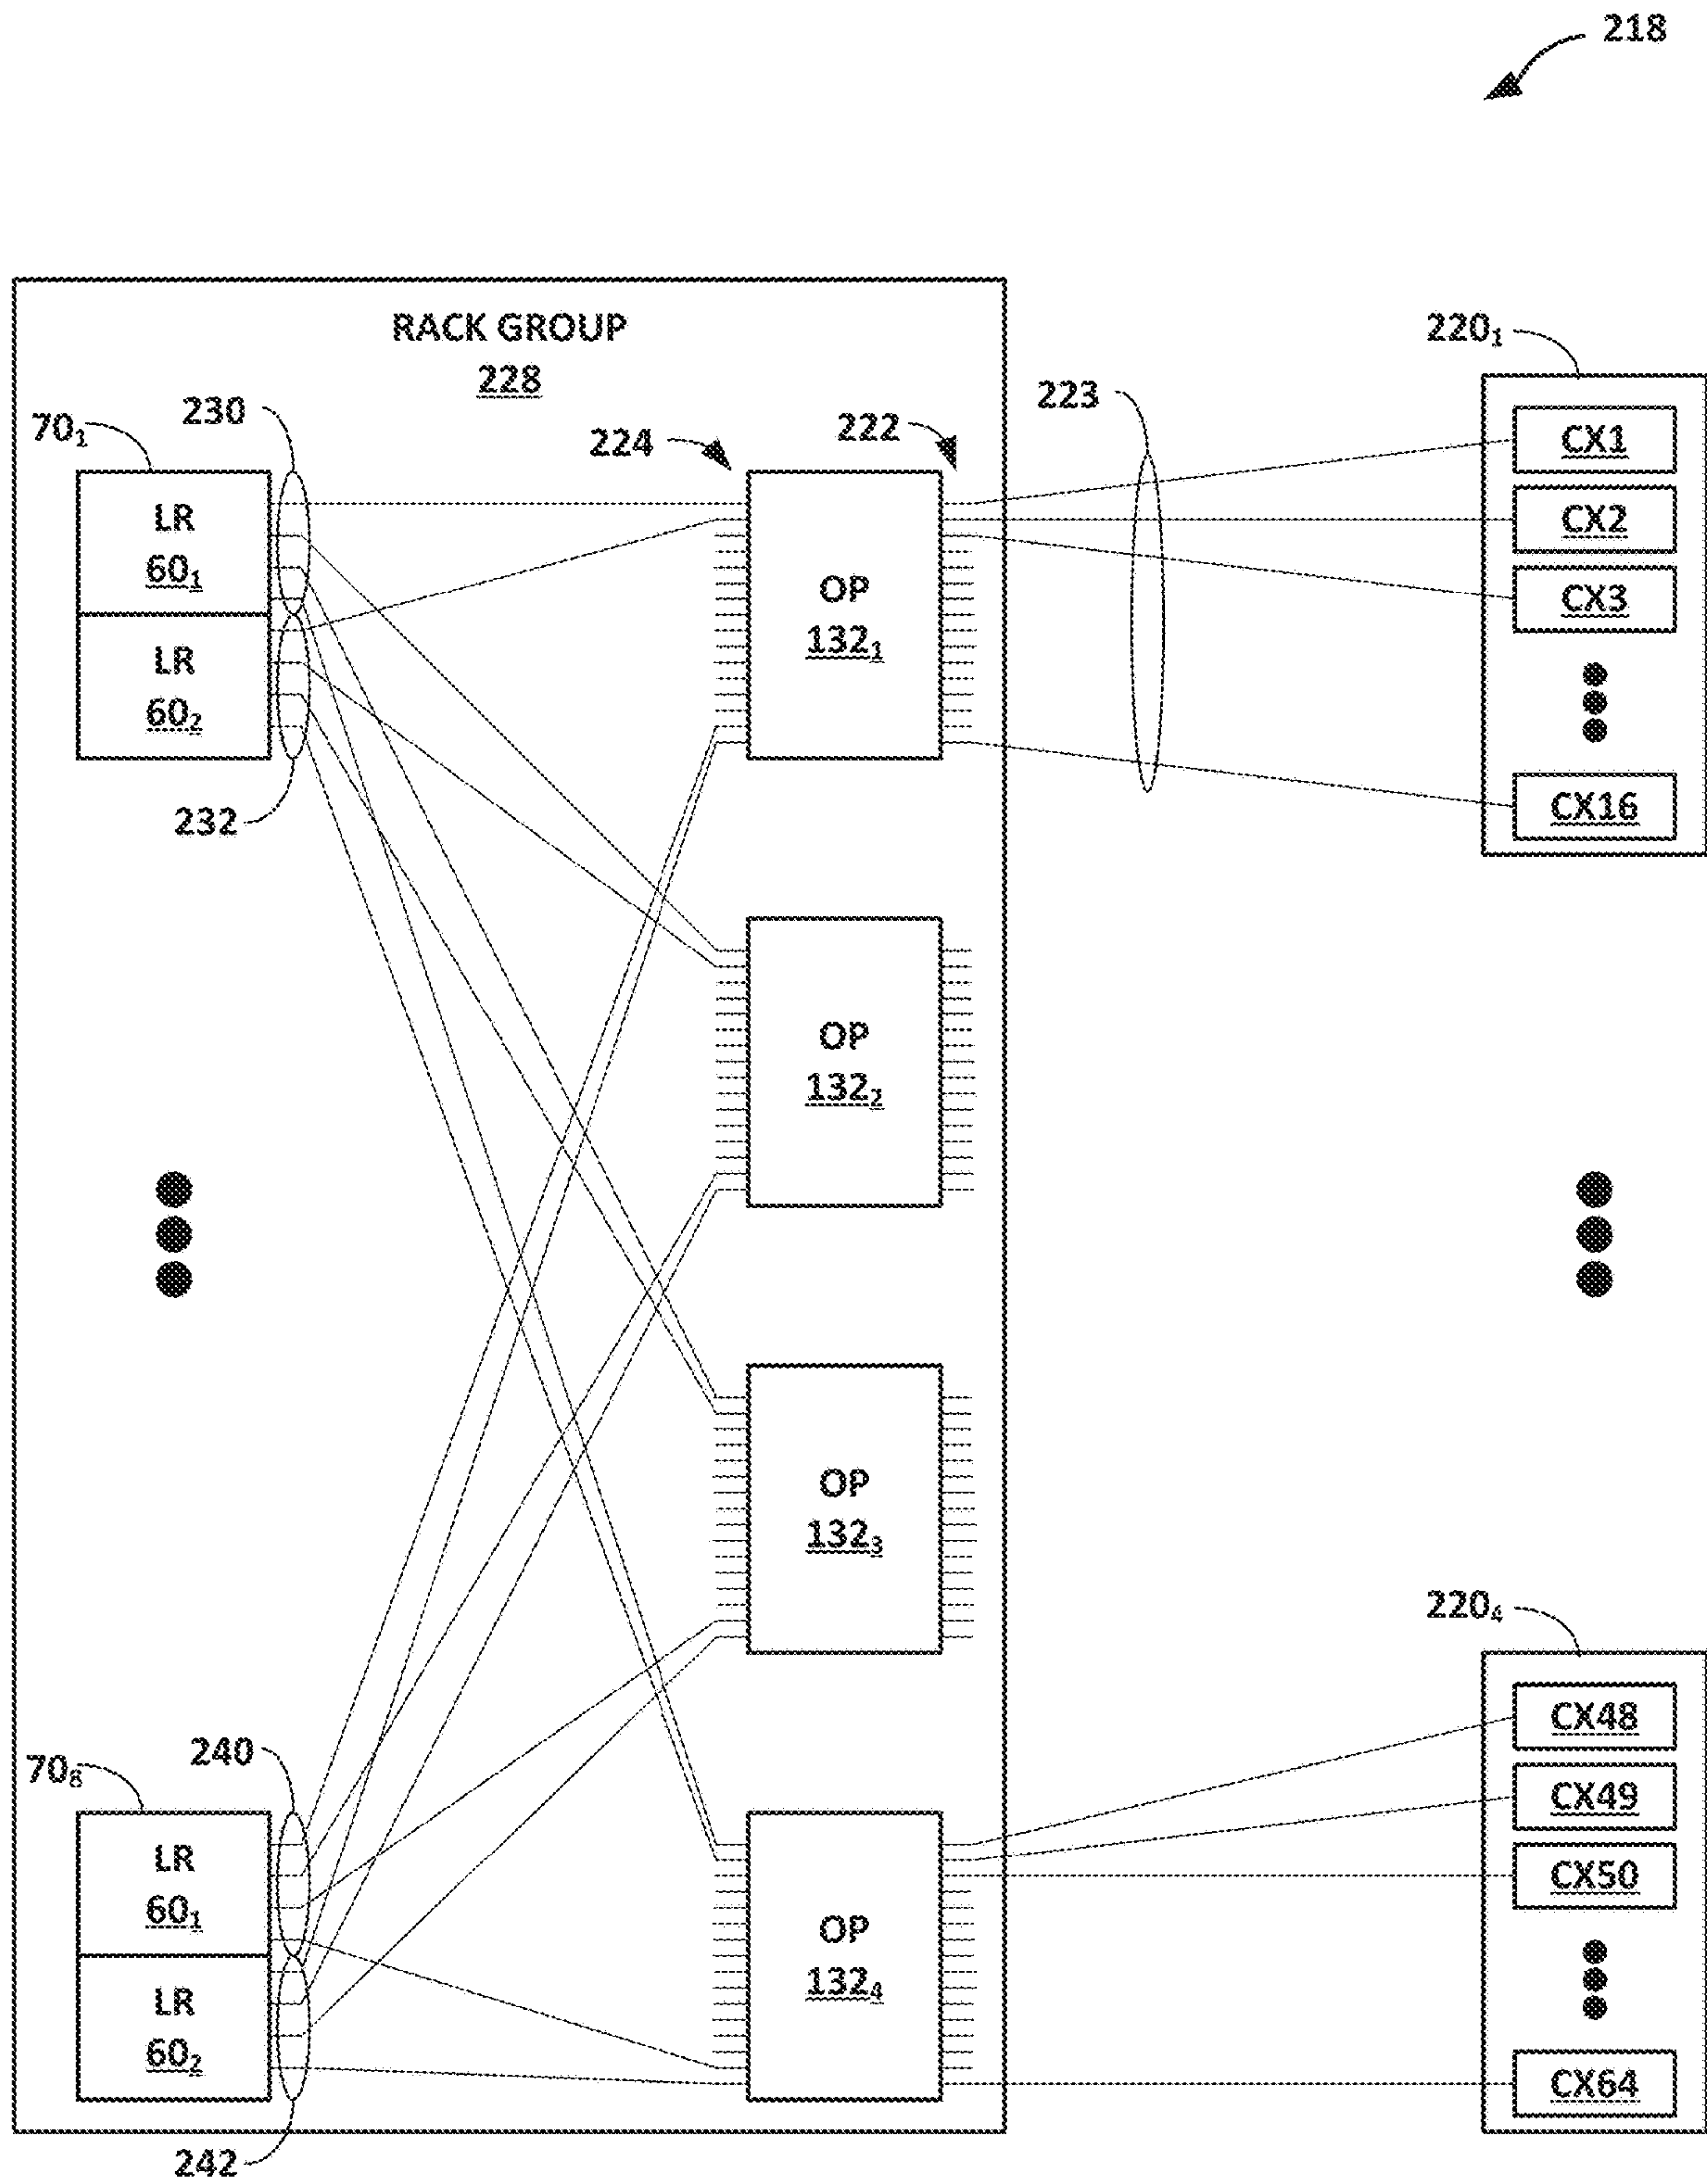 218
RACK GROUP
228
220₁
230
70₁
224
222
223
CX1
LR
60₁
CX2
OP
132₁
CX3
LR
60₂
232
CX16
OP
132₂
OP
132₃
220₄
CX48
240
70₈
CX49
LR
60₁
CX50
OP
132₄
LR
60₂
CX64
242